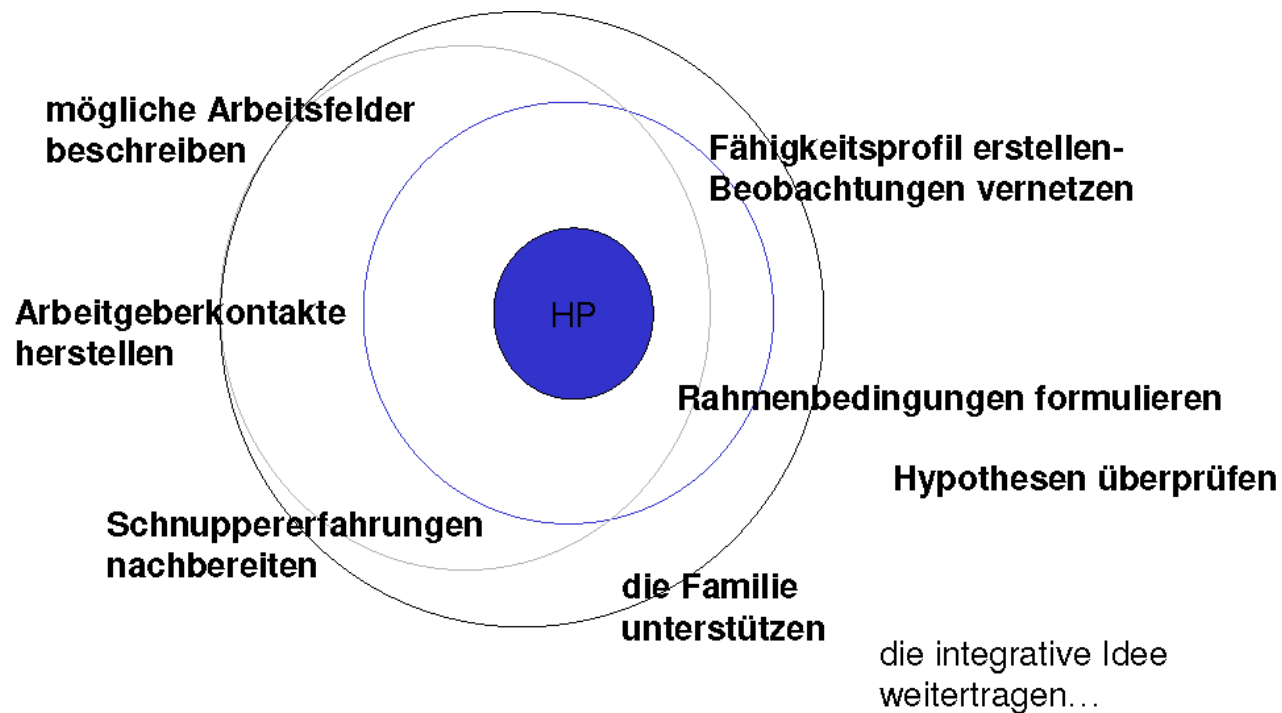 mögliche Arbeitsfelder
beschreiben
Fähigkeitsprofil erstellen-
Beobachtungen vernetzen
HP
Arbeitgeberkontakte
herstellen
Rahmenbedingungen formulieren
Hypothesen überprüfen
Schnuppererfahrungen
nachbereiten
die Familie
unterstützen
die integrative Idee
weitertragen...